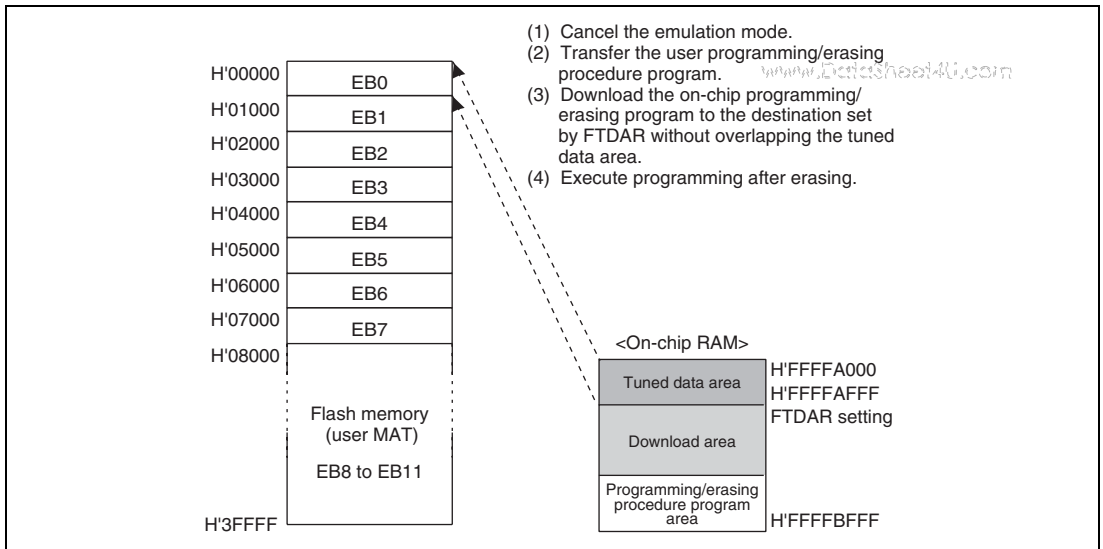 (1) Cancel the emulation mode.
(2) Transfer the user programming/erasing
procedure program.
www.DataSheet4U.com
(3) Download the on-chip programming/
erasing program to the destination set
by FTDAR without overlapping the tuned
data area.
(4) Execute programming after erasing.
H'00000
EB0
H'01000
EB1
H'02000
EB2
H'03000
EB3
H'04000
EB4
H'05000
EB5
H'06000
EB6
H'07000
EB7
H'08000
Flash memory
(user MAT)
EB8 to EB11
H'3FFFF
<On-chip RAM>
Tuned data area
H'FFFFA000
H'FFFFAFFF
FTDAR setting
Download area
Programming/erasing
procedure program
area
H'FFFFBFFF